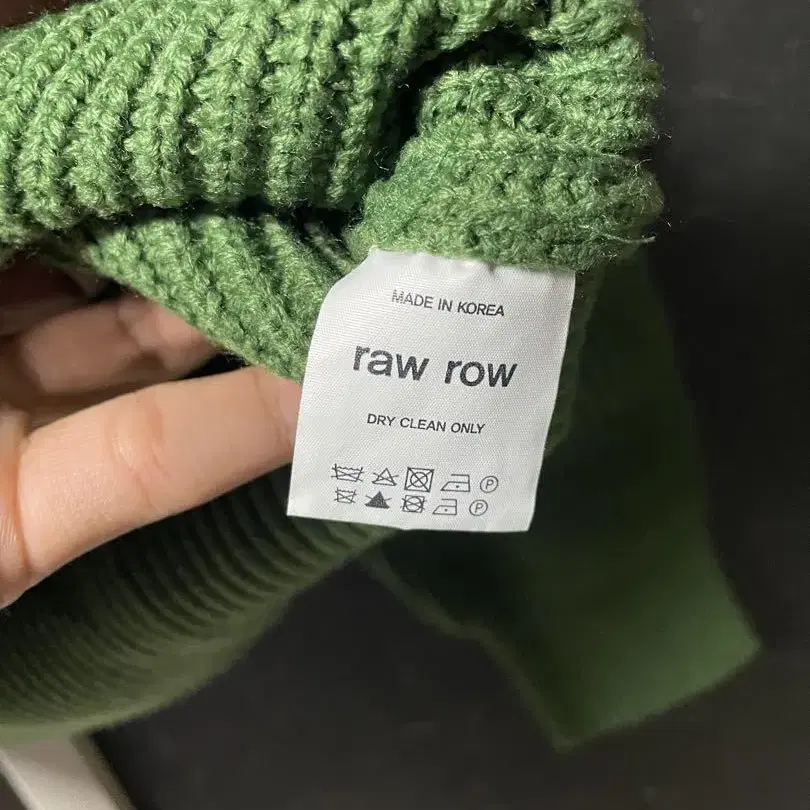 MADE IN KOREA
raw row
DRY CLEAN ONLY
P
P